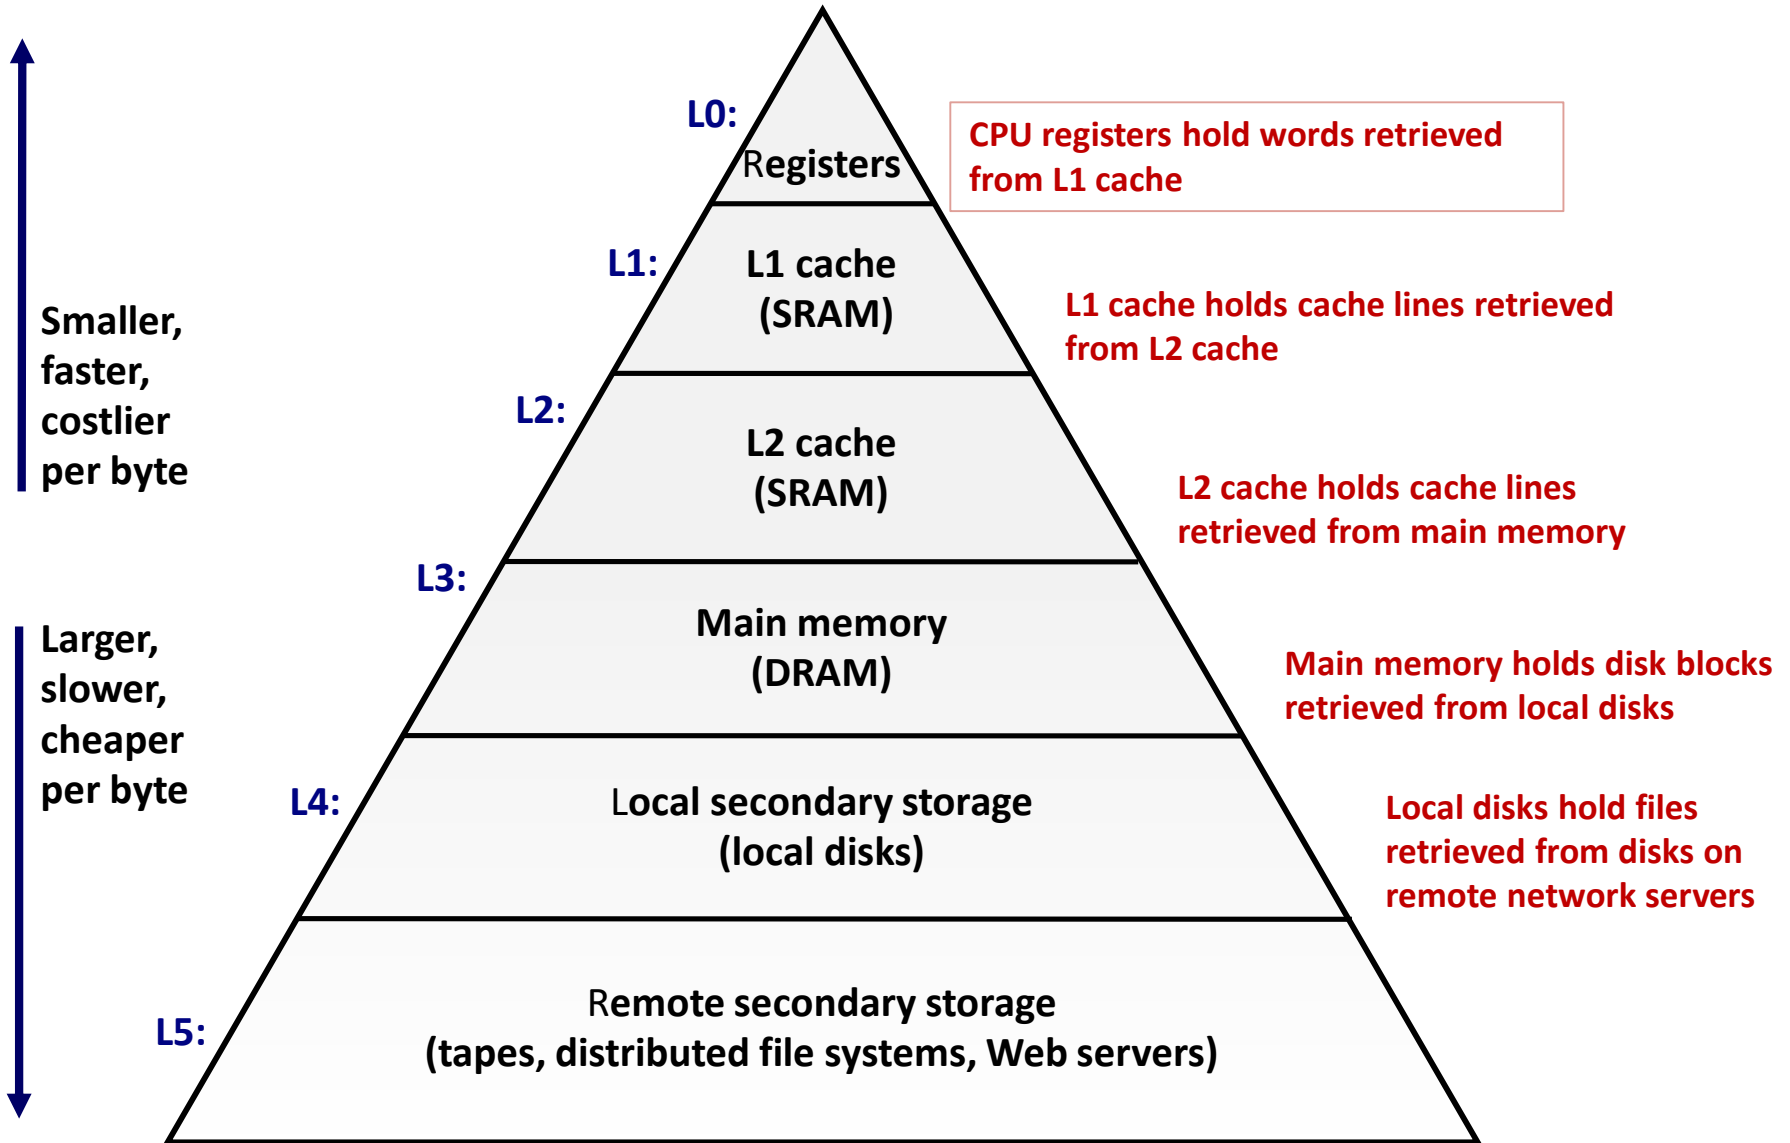 L0:
Registers
CPU registers hold words retrieved
from L1 cache
L1:
L1 cache
(SRAM)
L1 cache holds cache lines retrieved
from L2 cache
Smaller,
faster,
costlier
per byte
L2:
L2 cache
(SRAM)
L2 cache holds cache lines
retrieved from main memory
L3:
Main memory
(DRAM)
Main memory holds disk blocks
retrieved from local disks
Larger,
slower,
cheaper
per byte
L4:
Local secondary storage
(local disks)
Local disks hold files
retrieved from disks on
remote network servers
L5:
Remote secondary storage
(tapes, distributed file systems, Web servers)